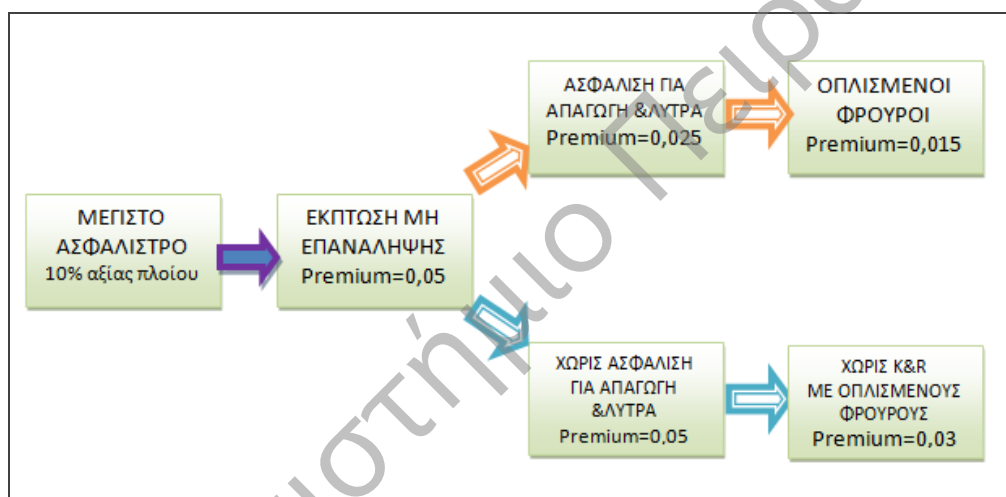 ΜΕΓΙΣΤΟ
ΑΣΦΑΛΙΣΤΡΟ
10% αξίας πλοίου
ΕΚΠΤΩΣΗ ΜΗ
ΕΠΑΝΑΛΗΨΗΣ
Premium=0,05
ΑΣΦΑΛΙΣΗ ΓΙΑ
ΑΠΑΓΩΓΗ &ΛΥΤΡΑ
Premium=0,025
ΟΠΛΙΣΜΕΝΟΙ
ΦΡΟΥΡΟΙ
Premium=0,015
ΧΩΡΙΣ ΑΣΦΑΛΙΣΗ
ΓΙΑ ΑΠΑΓΩΓΗ
&ΛΥΤΡΑ
Premium=0,05
ΧΩΡΙΣ K&R
ΜΕ ΟΠΛΙΣΜΕΝΟΥΣ
ΦΡΟΥΡΟΥΣ
Premium=0,03